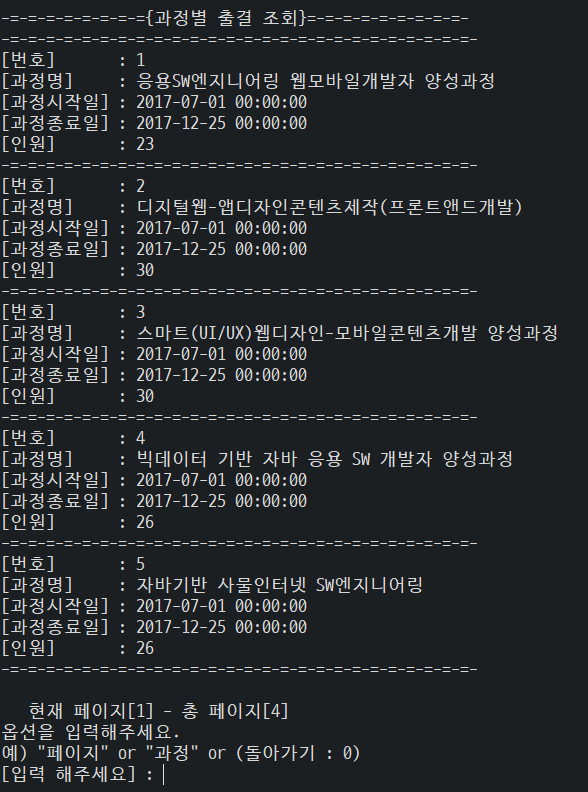 -=-=-=-=-=-=-=-={과정별 출결 조회}=-=-=-=-=-=-=-=-=-
-=-=-=-=-=-=-=-=-=-=-=-=-=-=-=-=-=-=-=-=-=-=-=-=-=-=-
[번호] : 1
[과정명] : 응용SW엔지니어링 웹모바일개발자 양성과정
[과정시작일] : 2017-07-01 00:00:00
[과정종료일] : 2017-12-25 00:00:00
[인원] : 23
-=-=-=-=-=-=-=-=-=-=-=-=-=-=-=-=-=-=-=-=-=-=-=-=-=-=-
[번호] : 2
[과정명] : 디지털웹-앱디자인콘텐츠제작(프론트앤드개발)
[과정시작일] : 2017-07-01 00:00:00
[과정종료일] : 2017-12-25 00:00:00
[인원] : 30
-=-=-=-=-=-=-=-=-=-=-=-=-=-=-=-=-=-=-=-=-=-=-=-=-=-=-
[번호] : 3
[과정명] : 스마트(UI/UX)웹디자인-모바일콘텐츠개발 양성과정
[과정시작일] : 2017-07-01 00:00:00
[과정종료일] : 2017-12-25 00:00:00
[인원] : 30
-=-=-=-=-=-=-=-=-=-=-=-=-=-=-=-=-=-=-=-=-=-=-=-=-=-=-
[번호] : 4
[과정명] : 빅데이터 기반 자바 응용 SW 개발자 양성과정
[과정시작일] : 2017-07-01 00:00:00
[과정종료일] : 2017-12-25 00:00:00
[인원] : 26
-=-=-=-=-=-=-=-=-=-=-=-=-=-=-=-=-=-=-=-=-=-=-=-=-=-=-
[번호] : 5
[과정명] : 자바기반 사물인터넷 SW엔지니어링
[과정시작일] : 2017-07-01 00:00:00
[과정종료일] : 2017-12-25 00:00:00
[인원] : 26
-=-=-=-=-=-=-=-=-=-=-=-=-=-=-=-=-=-=-=-=-=-=-=-=-=-=-
현재 페이지[1] - 총 페이지[4]
옵션을 입력해주세요.
예) "페이지" or "과정" or (돌아가기 : 0)
[입력 해주세요] :